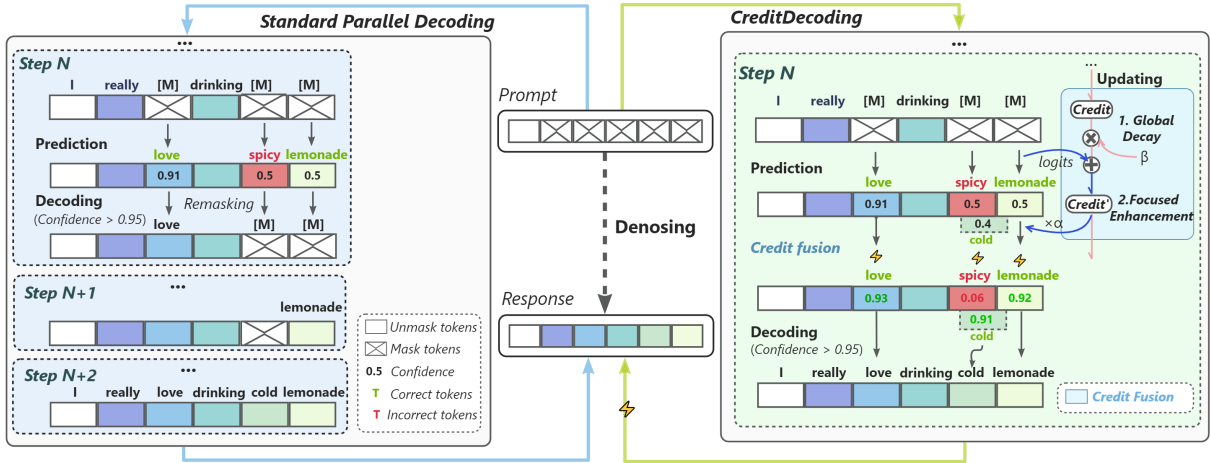 Standard Parallel Decoding
...
Step N
I really [M] drinking [M] [M]
Prediction
love spicy lemonade
0.91 0.5 0.5
Decoding
(Confidence > 0.95)
Remasking
love [M] [M]
...
Step N+1
lemonade
...
Step N+2
I really love drinking cold lemonade
Unmask tokens
Mask tokens
0.5 Confidence
T Correct tokens
T Incorrect tokens
Prompt
Denosing
Response
CreditDecoding
...
Step N
I really [M] drinking [M] [M]
Prediction
love spicy lemonade
0.91 0.5 0.5
0.4
cold
Credit fusion
love spicy lemonade
0.93 0.06 0.92
0.91
cold
Decoding
(Confidence > 0.95)
I really love drinking cold lemonade
...
Updating
Credit
1. Global
Decay
β
logits
Credit'
2.Focused
Enhancement
×α
Credit Fusion